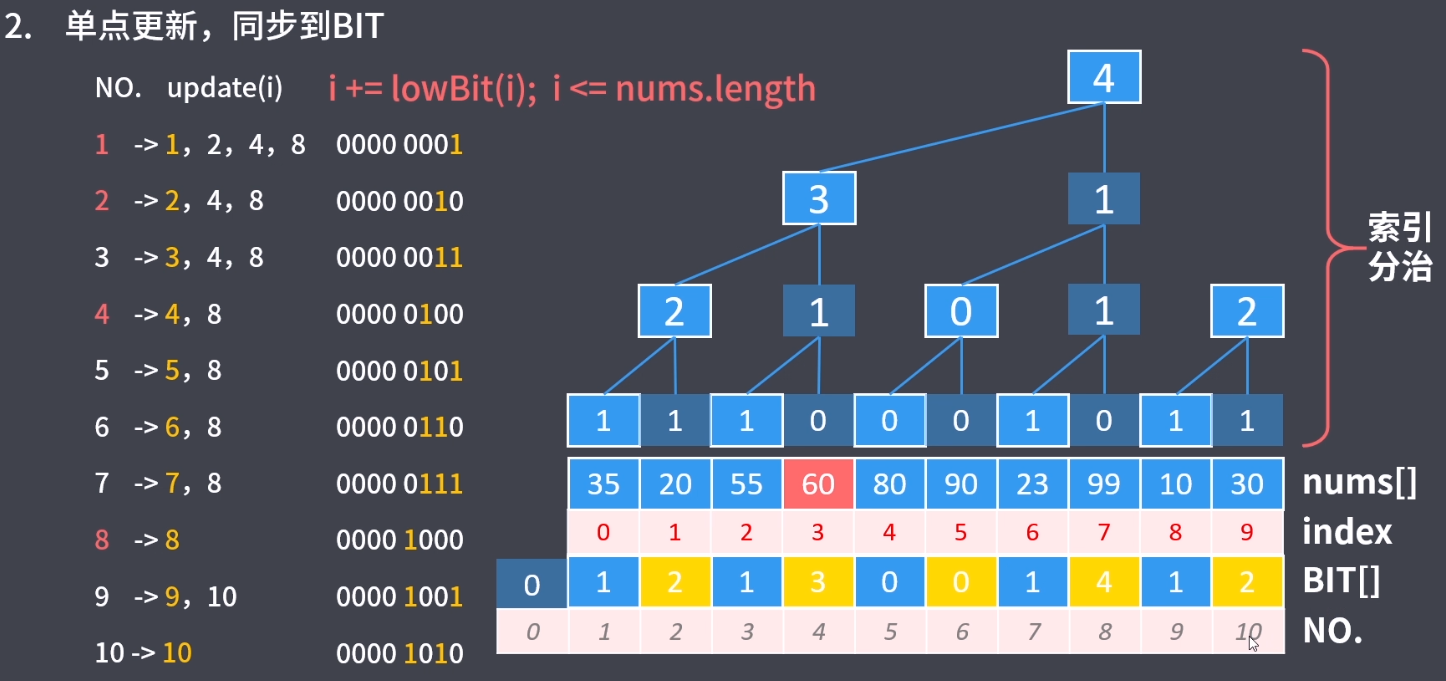 2. 单点更新，同步到BIT
NO. update(i) i += lowBit(i); i <= nums.length
1 -> 1，2，4，8 0000 0001
2 -> 2，4，8 0000 0010
3 -> 3，4，8 0000 0011
4 -> 4，8 0000 0100
5 -> 5，8 0000 0101
6 -> 6，8 0000 0110
7 -> 7，8 0000 0111
8 -> 8 0000 1000
9 -> 9，10 0000 1001
10 -> 10 0000 1010
4
3 1
2 1 0 1 2
1 1 1 0 0 0 1 0 1 1
索引
分治
35 20 55 60 80 90 23 99 10 30 nums[]
0 1 2 3 4 5 6 7 8 9 index
0 1 2 1 3 0 0 1 4 1 2 BIT[]
0 1 2 3 4 5 6 7 8 9 10 NO.